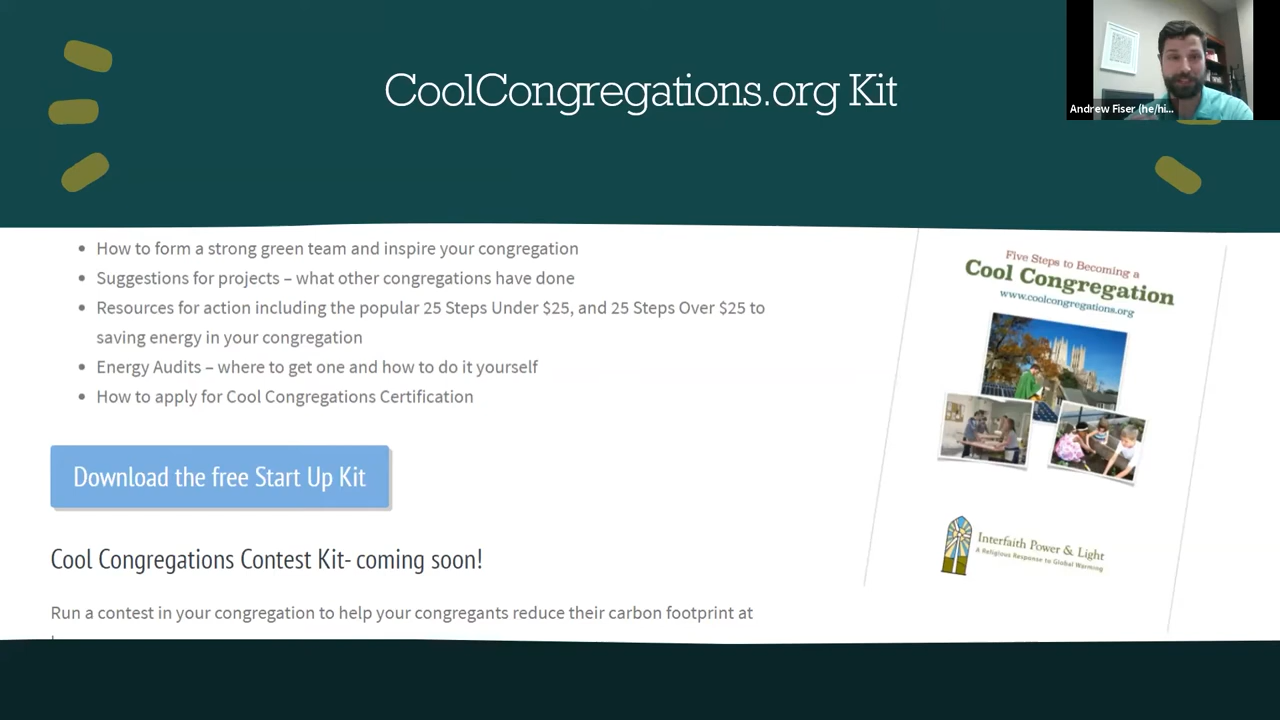 CoolCongregations.org Kit
Andrew Fiser (he/hi...
How to form a strong green team and inspire your congregation
Suggestions for projects – what other congregations have done
Resources for action including the popular 25 Steps Under $25, and 25 Steps Over $25 to
saving energy in your congregation
Energy Audits – where to get one and how to do it yourself
How to apply for Cool Congregations Certification
Download the free Start Up Kit
Cool Congregations Contest Kit- coming soon!
Run a contest in your congregation to help your congregants reduce their carbon footprint at
Five Steps to Becoming a
Cool Congregation
www.coolcongregations.org
Interfaith Power & Light
A Religious Response to Global Warming